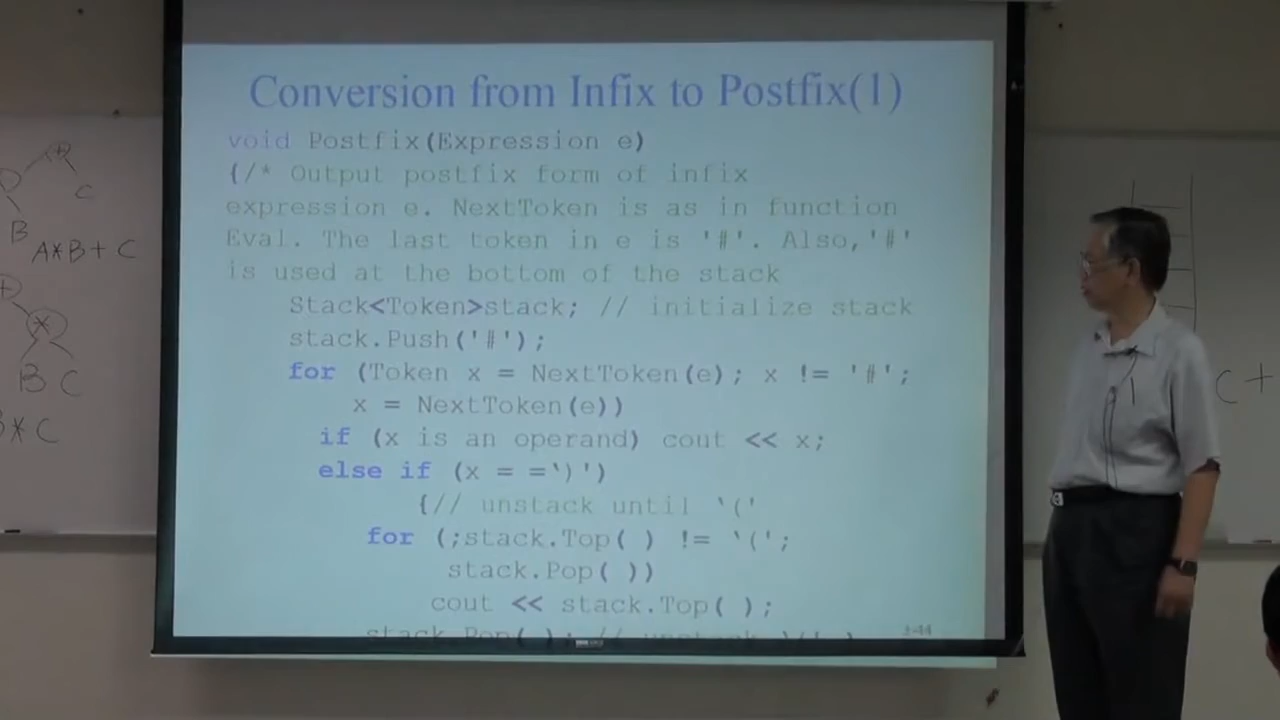 Conversion from Infix to Postfix(1)
void Postfix(Expression e)
{/* Output postfix form of infix
expression e. NextToken is as in function
Eval. The last token in e is '#'. Also,'#'
is used at the bottom of the stack
Stack<Token>stack; // initialize stack
stack.Push('#');
for (Token x = NextToken(e); x != '#';
x = NextToken(e))
if (x is an operand) cout << x;
else if (x = =‵)')
{// unstack until ‵('
for (;stack.Top( ) != ‵(';
stack.Pop( ))
cout << stack.Top( );
stack.Pop( ); // unstack
+
C
B
A*B+C
+
*
B C
*C
C+